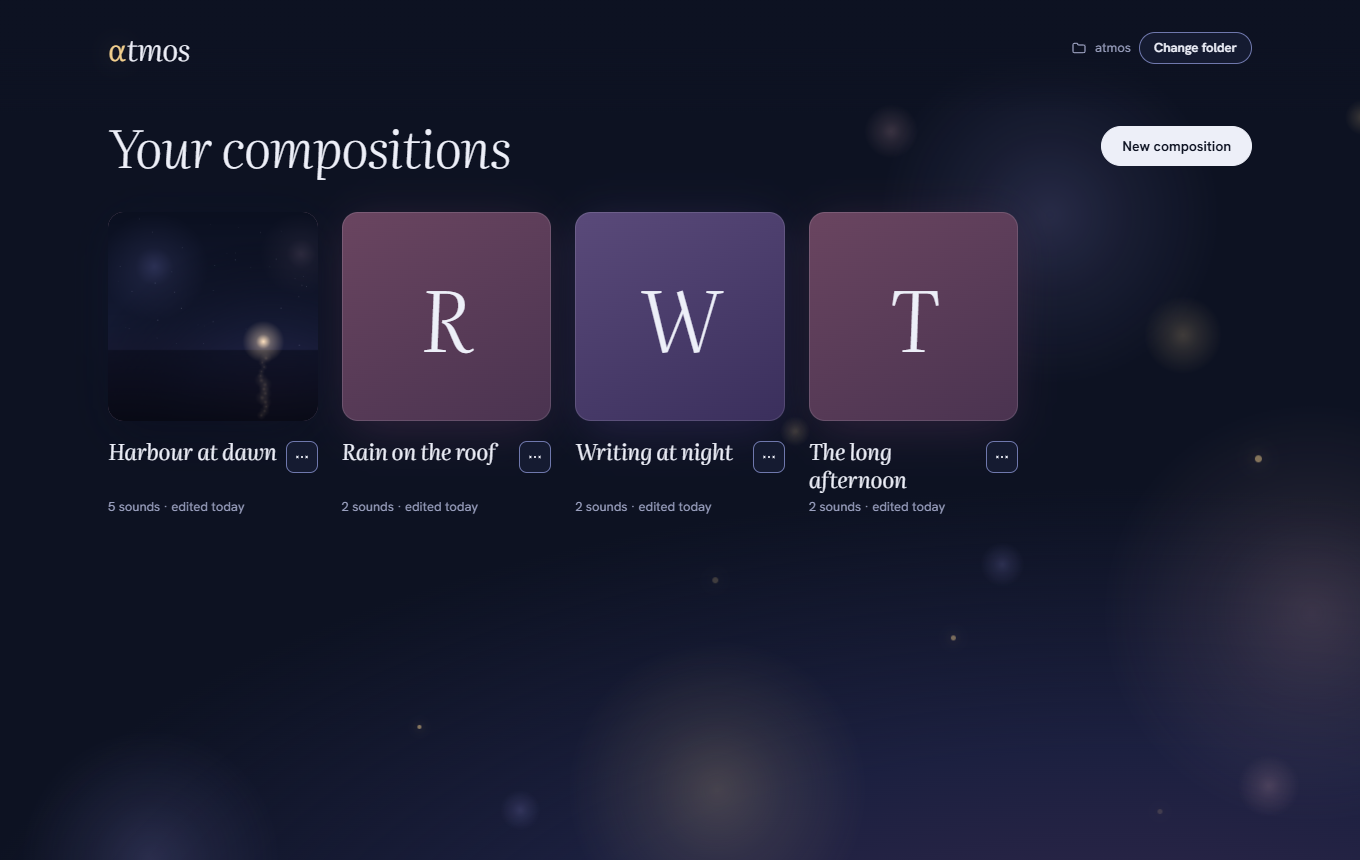 αtmos
atmos
Change folder
Your compositions
New composition
R
W
T
Harbour at dawn
...
Rain on the roof
...
Writing at night
...
The long
afternoon
...
5 sounds · edited today
2 sounds · edited today
2 sounds · edited today
2 sounds · edited today